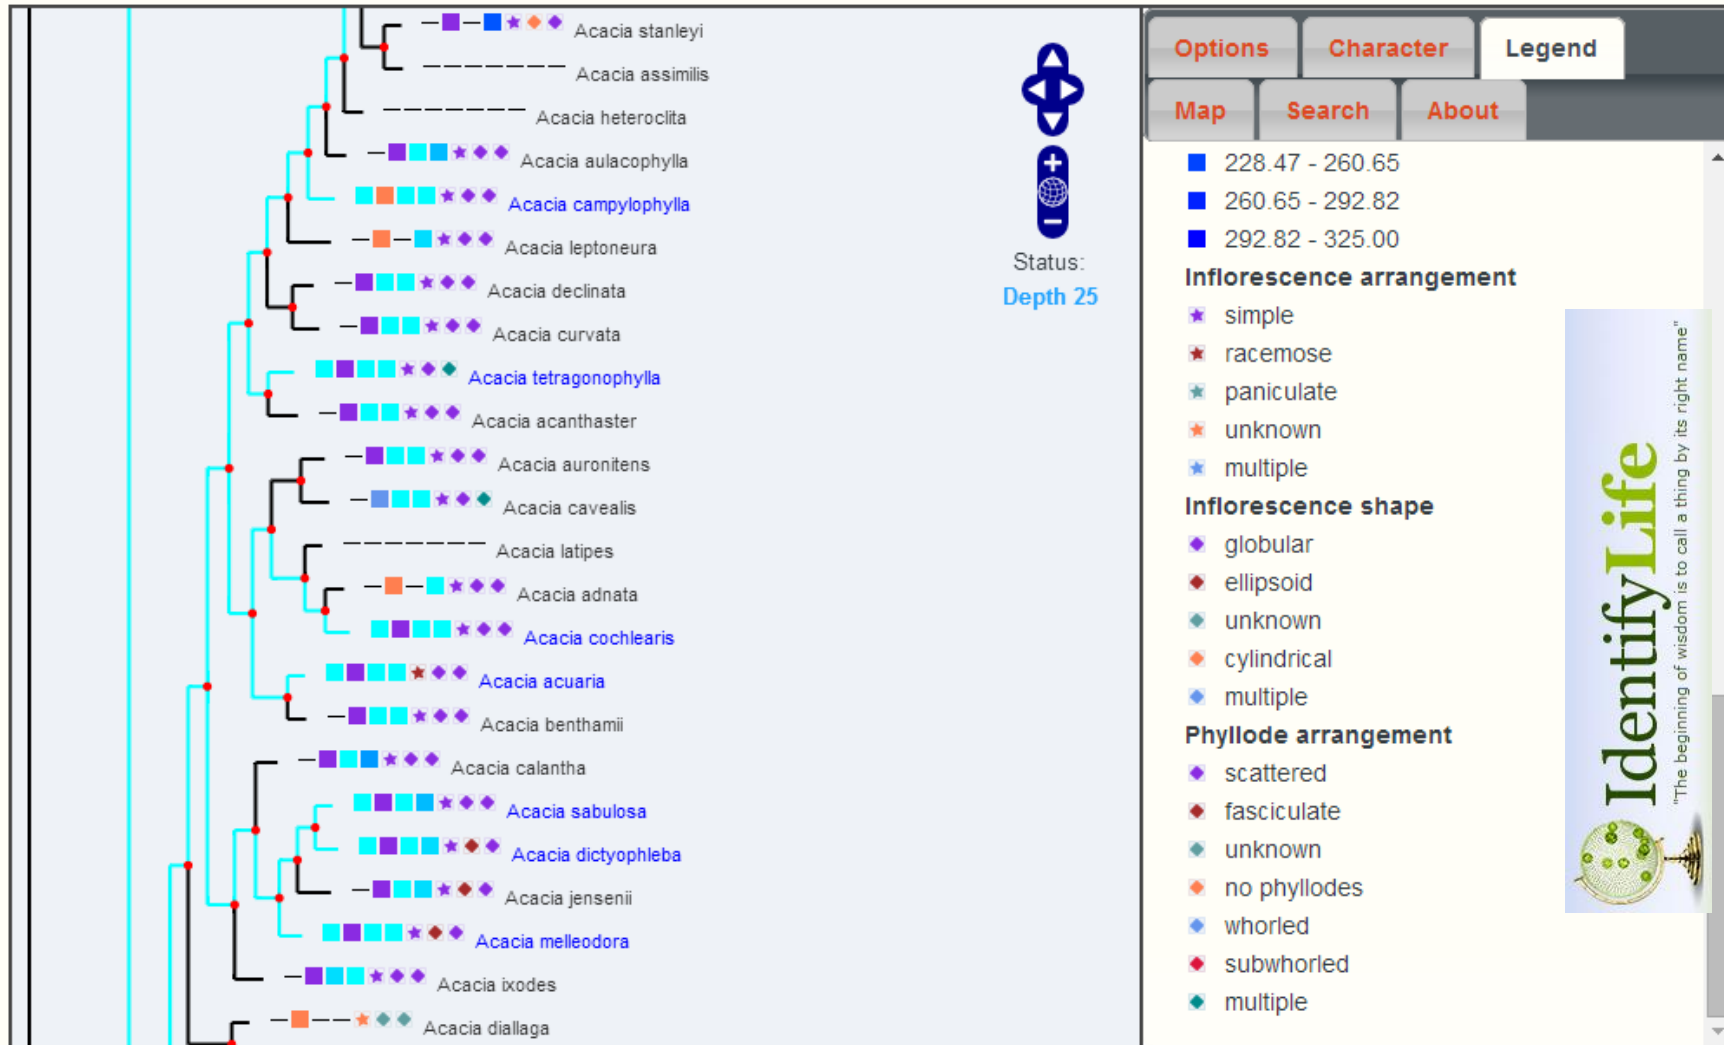 Acacia stanleyi
Acacia assimilis
Acacia heteroclita
Acacia aulacophylla
Acacia campylophylla
Acacia leptoneura
Acacia declinata
Acacia curvata
Acacia tetragonophylla
Acacia acanthaster
Acacia auronitens
Acacia cavealis
Acacia latipes
Acacia adnata
Acacia cochlearis
Acacia acuaria
Acacia benthamii
Acacia calantha
Acacia sabulosa
Acacia dictyophleba
Acacia jensenii
Acacia melleodora
Acacia ixodes
Acacia diallaga
Status:
Depth 25
Options
Character
Legend
Map
Search
About
228.47 - 260.65
260.65 - 292.82
292.82 - 325.00
Inflorescence arrangement
simple
racemose
paniculate
unknown
multiple
Inflorescence shape
globular
ellipsoid
unknown
cylindrical
multiple
Phyllode arrangement
scattered
fasciculate
unknown
no phyllodes
whorled
subwhorled
multiple
IdentifyLife
"The beginning of wisdom is to call a thing by its right name"